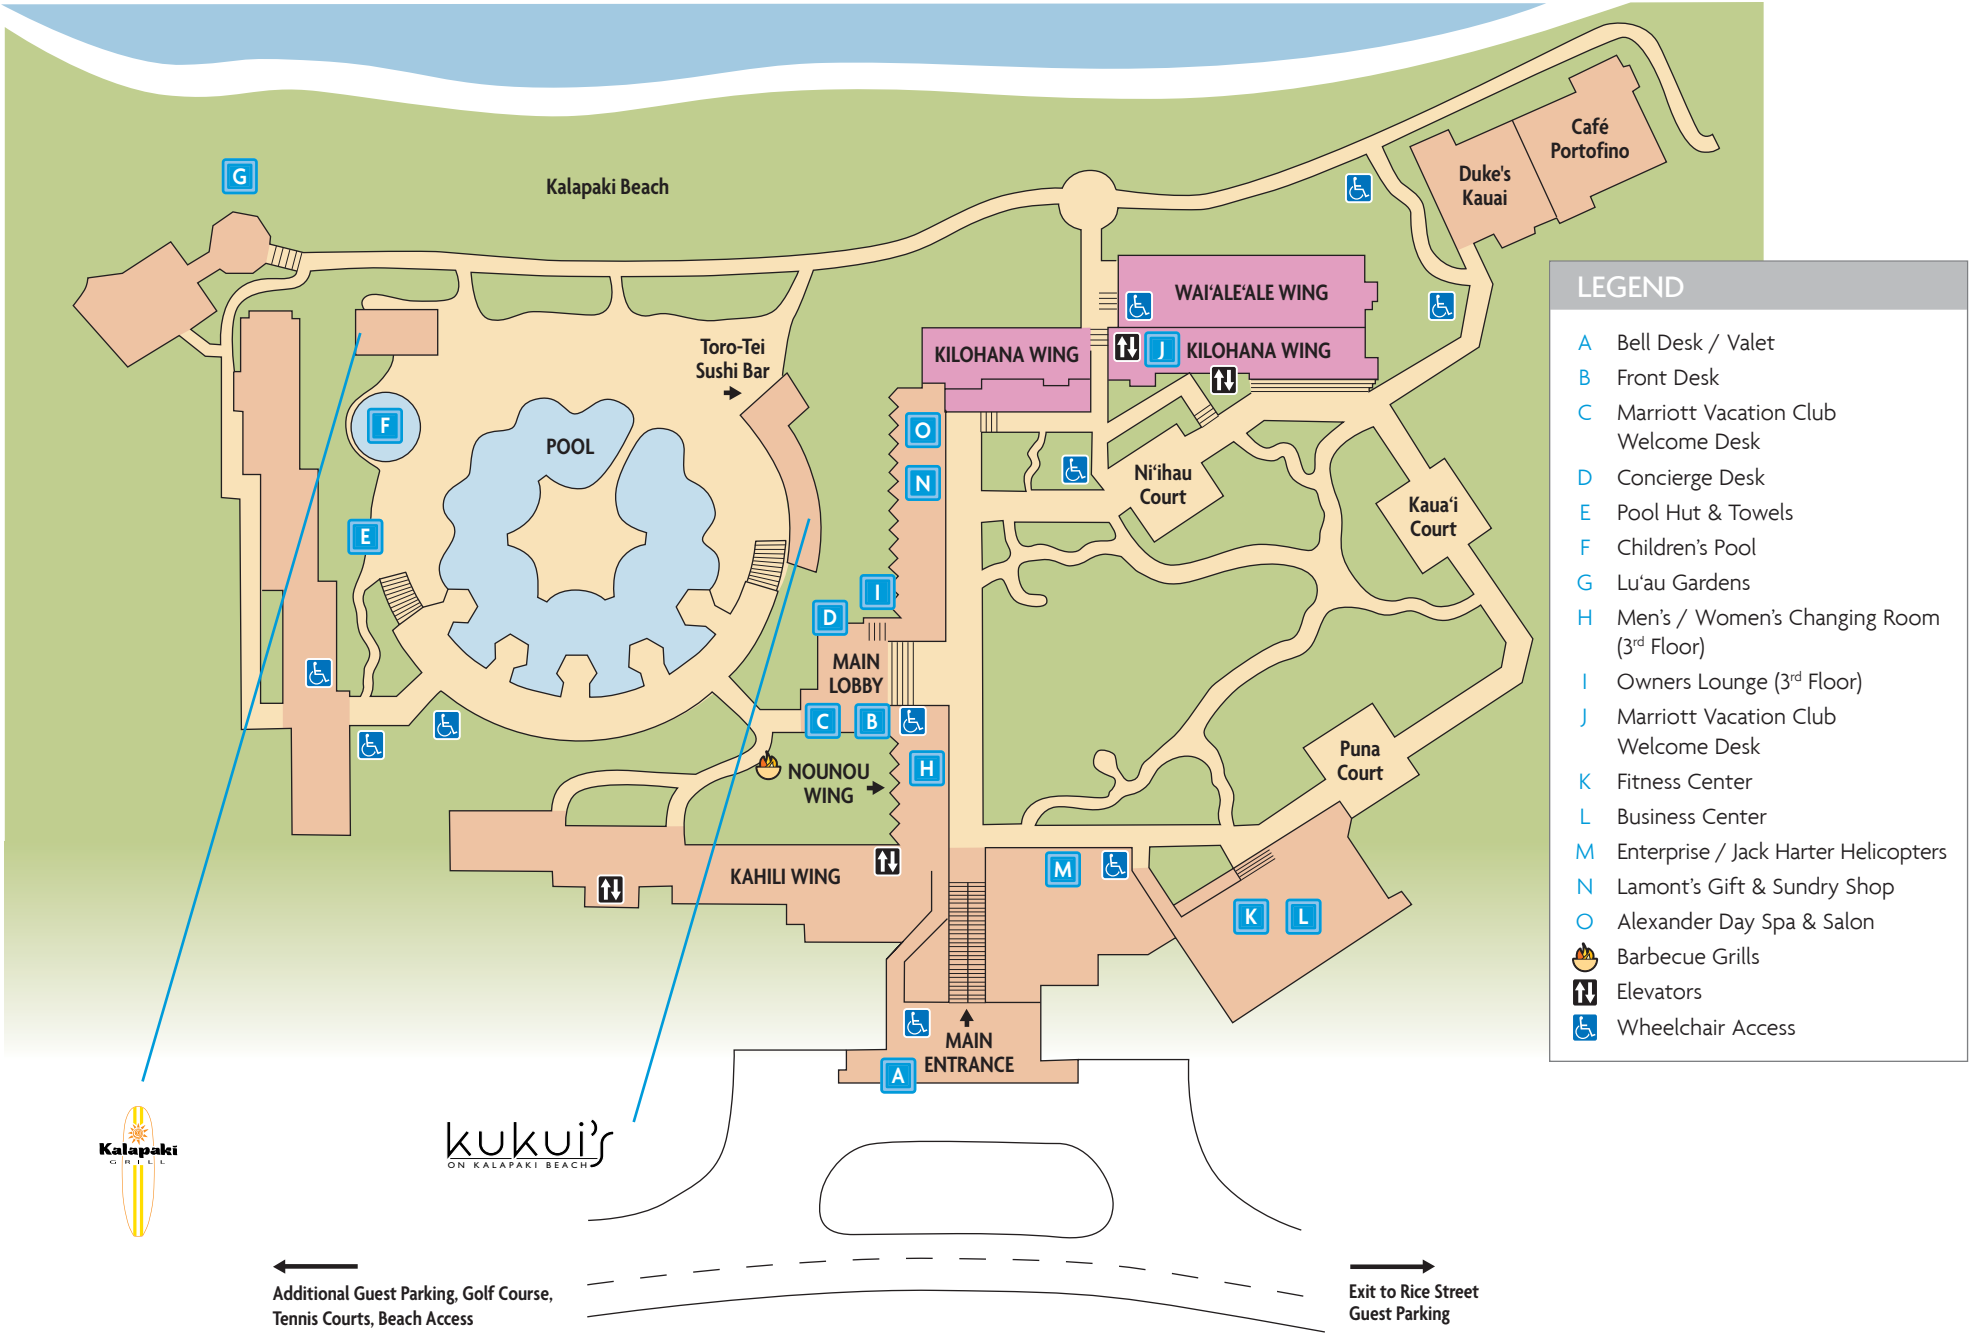 G
Kalapaki Beach
Café
Portofino
Duke's
Kauai
WAI‘ALE‘ALE WING
KILOHANA WING
J
KILOHANA WING
Toro-Tei
Sushi Bar
F
POOL
O
N
Ni‘ihau
Court
Kaua‘i
Court
E
I
D
MAIN
LOBBY
C
B
H
NOUNOU
WING
Puna
Court
KAHILI WING
M
K
L
MAIN
ENTRANCE
A
Kalapaki
GRILL
kukui's
ON KALAPAKI BEACH
Additional Guest Parking, Golf Course,
Tennis Courts, Beach Access
Exit to Rice Street
Guest Parking
LEGEND
A Bell Desk / Valet
B Front Desk
C Marriott Vacation Club
Welcome Desk
D Concierge Desk
E Pool Hut & Towels
F Children’s Pool
G Lu‘au Gardens
H Men’s / Women’s Changing Room
(3rd Floor)
I Owners Lounge (3rd Floor)
J Marriott Vacation Club
Welcome Desk
K Fitness Center
L Business Center
M Enterprise / Jack Harter Helicopters
N Lamont’s Gift & Sundry Shop
O Alexander Day Spa & Salon
Barbecue Grills
Elevators
Wheelchair Access